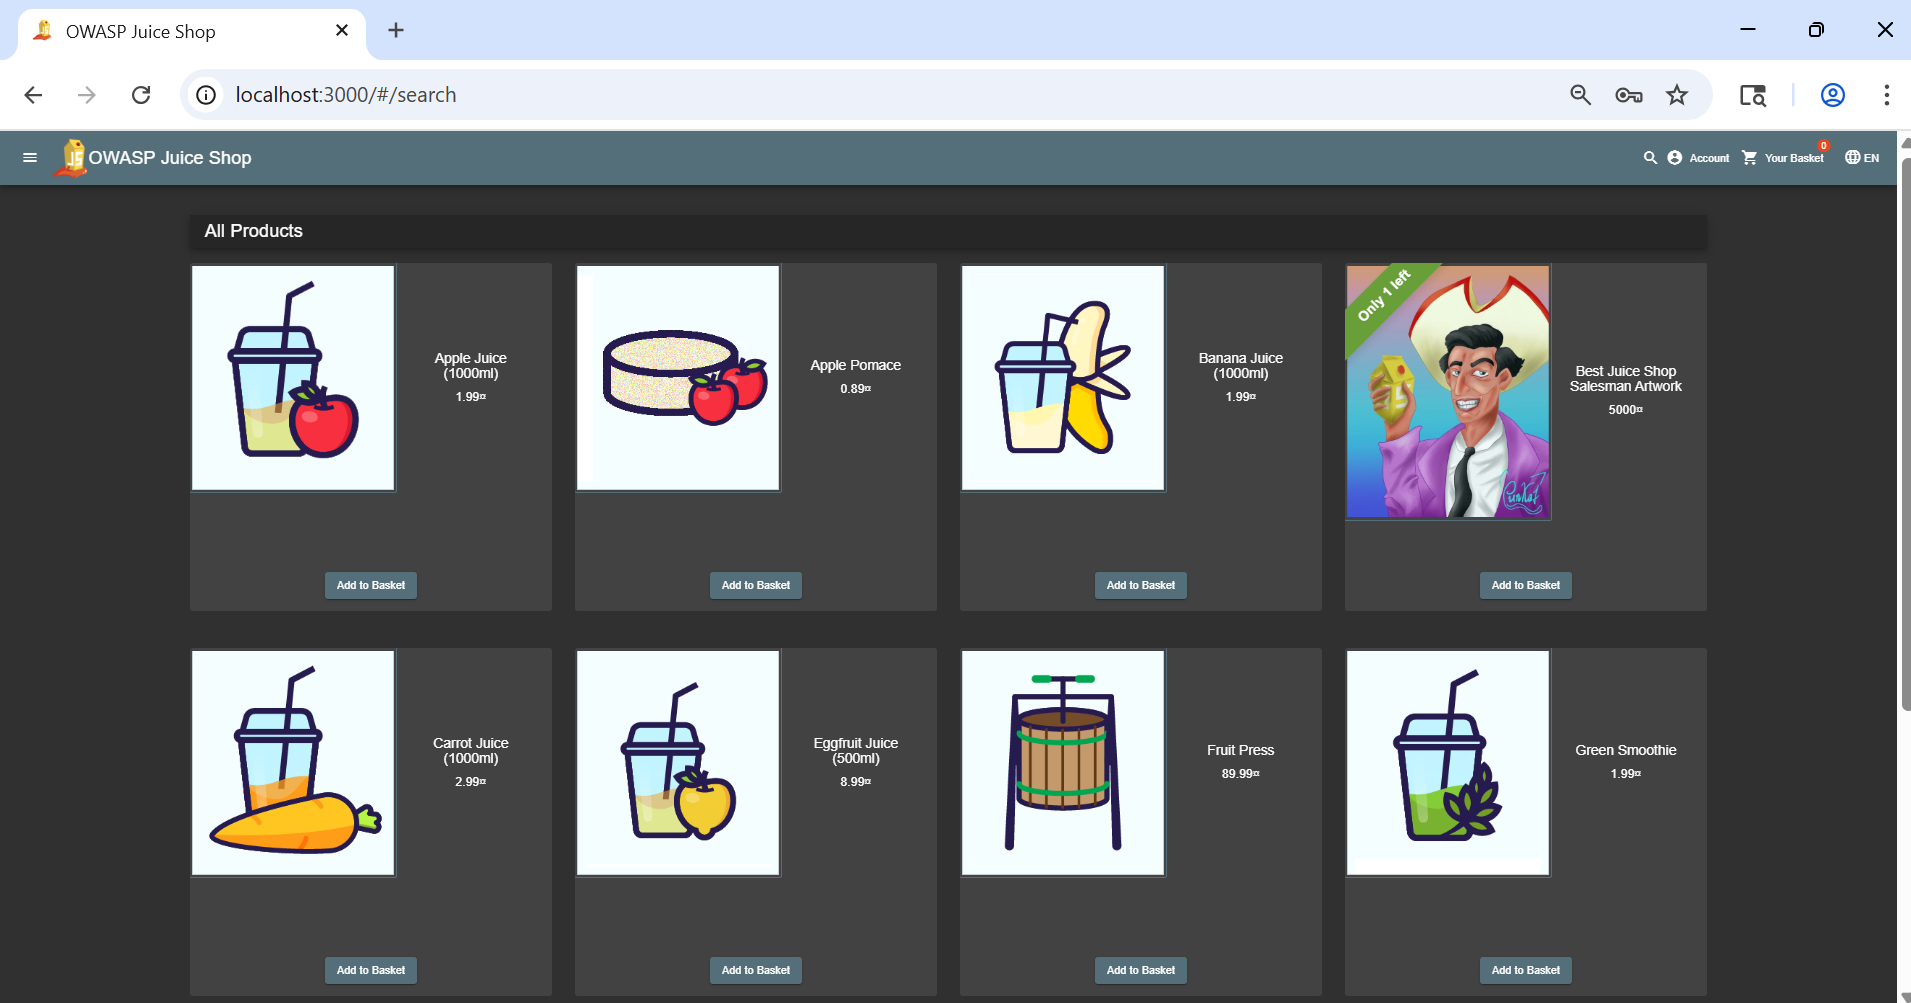 OWASP Juice Shop
localhost:3000/#/search
OWASP Juice Shop
Account
Your Basket
0
EN
All Products
Apple Juice
(1000ml)
1.99¤
Add to Basket
Apple Pomace
0.89¤
Add to Basket
Banana Juice
(1000ml)
1.99¤
Add to Basket
Only 1 left
Best Juice Shop
Salesman Artwork
5000¤
Add to Basket
Carrot Juice
(1000ml)
2.99¤
Add to Basket
Eggfruit Juice
(500ml)
8.99¤
Add to Basket
Fruit Press
89.99¤
Add to Basket
Green Smoothie
1.99¤
Add to Basket